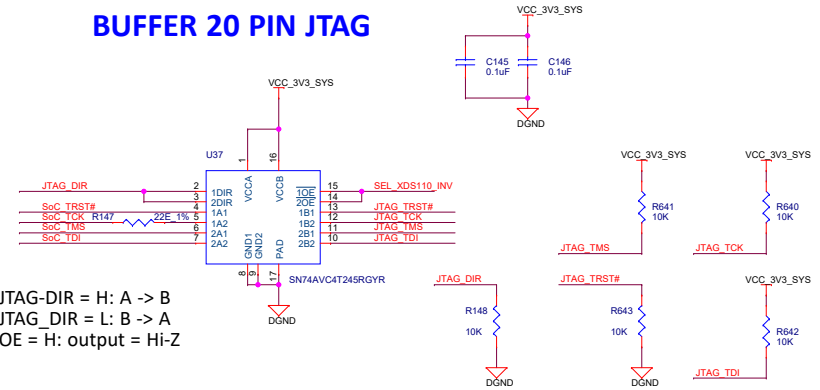 BUFFER 20 PIN JTAG
VCC_3V3_SYS
C145
0.1uF
C146
0.1uF
DGND
VCC_3V3_SYS
U37
1
16
VCCA
VCCB
JTAG_DIR
2
1DIR
3
2DIR
SoC_TRST#
4
1A1
SoC_TCK
R147
22E_1%
5
1A2
SoC_TMS
6
2A1
SoC_TDI
7
2A2
1OE
15
SEL_XDS110_INV
2OE
14
1B1
13
JTAG_TRST#
1B2
12
JTAG_TCK
2B1
11
JTAG_TMS
2B2
10
JTAG_TDI
GND1
GND2
PAD
8
9
17
SN74AVC4T245RGYR
DGND
VCC_3V3_SYS
R641
10K
JTAG_TMS
VCC_3V3_SYS
R640
10K
JTAG_TCK
JTAG-DIR = H: A -> B
JTAG_DIR = L: B -> A
OE = H: output = Hi-Z
JTAG_DIR
R148
10K
DGND
JTAG_TRST#
R643
10K
DGND
VCC_3V3_SYS
R642
10K
JTAG_TDI